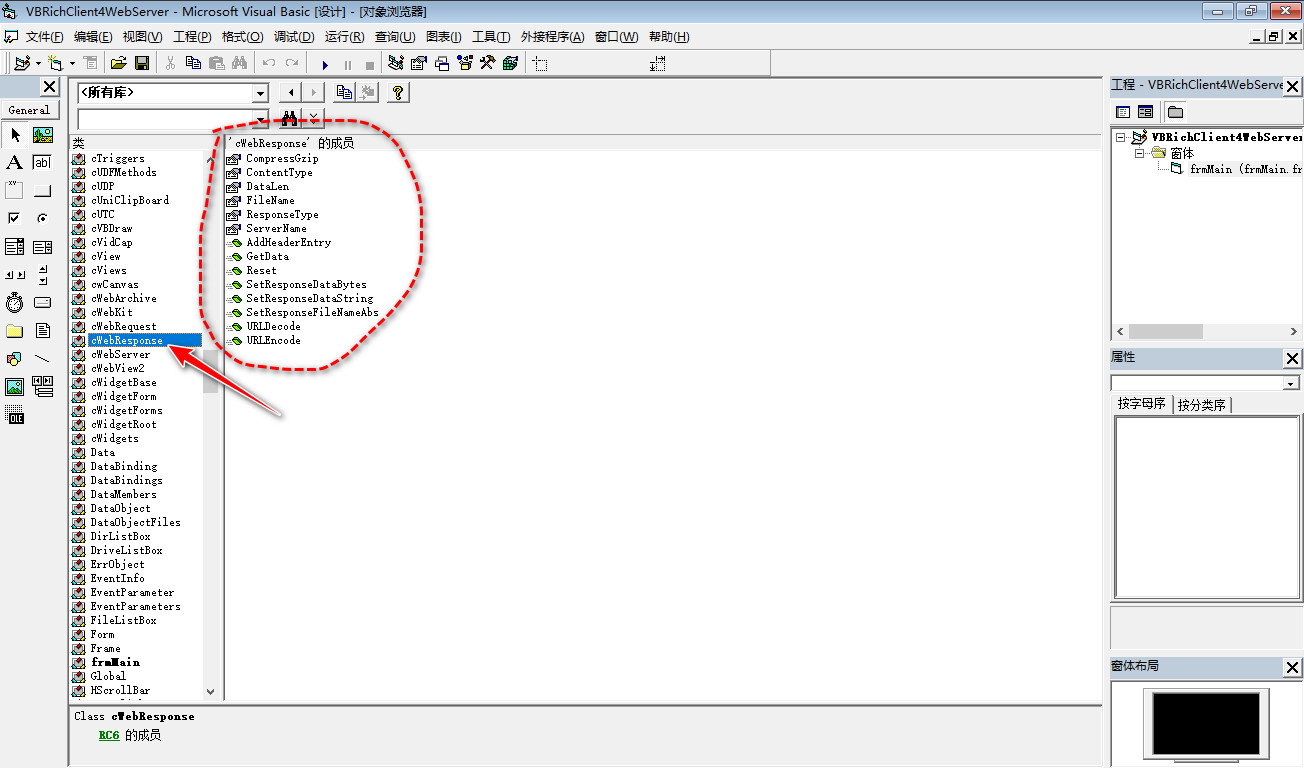 VBRichClient4WebServer - Microsoft Visual Basic [设计] - [对象浏览器]
文件(F) 编辑(E) 视图(V) 工程(P) 格式(O) 调试(D) 运行(R) 查询(U) 图表(I) 工具(T) 外接程序(A) 窗口(W) 帮助(H)
General
<所有库>
类
cTriggers
cUDFMethods
cUDP
cUniClipBoard
cUTC
cVBDraw
cVidCap
cView
cViews
cwCanvas
cWebArchive
cWebKit
cWebRequest
cWebResponse
cWebServer
cWebView2
cWidgetBase
cWidgetForm
cWidgetForms
cWidgetRoot
cWidgets
Data
DataBinding
DataBindings
DataMembers
DataObject
DataObjectFiles
DirListBox
DriveListBox
ErrObject
EventInfo
EventParameter
EventParameters
FileListBox
Form
Frame
frmMain
Global
HScrollBar
'cWebResponse' 的成员
CompressGzip
ContentType
DataLen
FileName
ResponseType
ServerName
AddHeaderEntry
GetData
Reset
SetResponseDataBytes
SetResponseDataString
SetResponseFileNameAbs
URLDecode
URLEncode
Class cWebResponse
RC6 的成员
工程 - VBRichClient4WebServe
VBRichClient4WebServer
窗体
frmMain (frmMain.fr
属性
按字母序 按分类序
窗体布局
A
ab
OLE